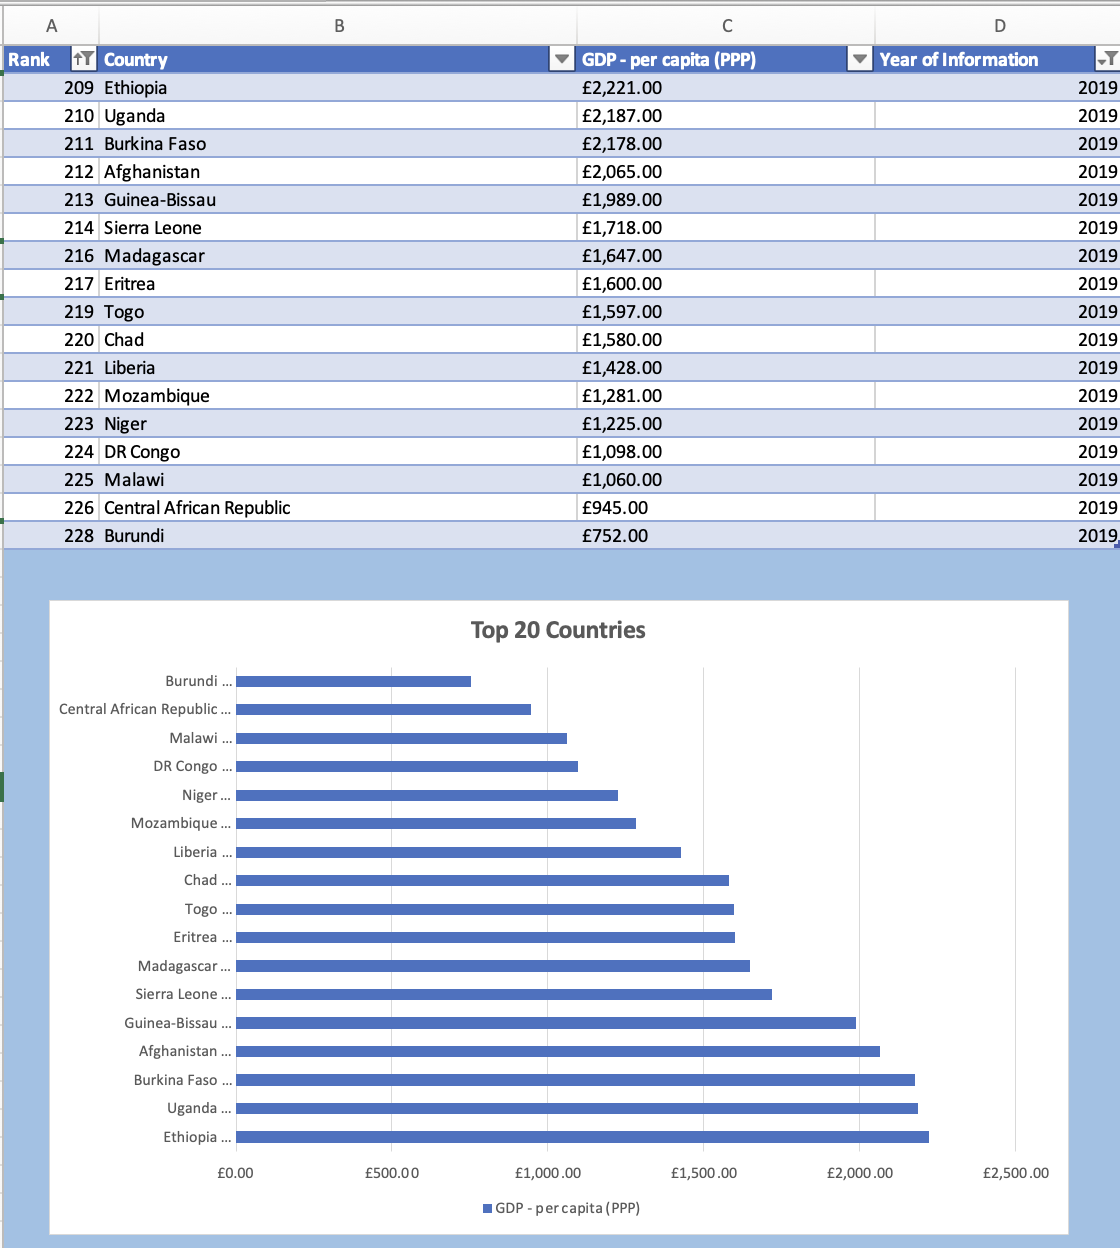 A B C D
Rank Country GDP - per capita (PPP) Year of Information
209 Ethiopia £2,221.00 2019
210 Uganda £2,187.00 2019
211 Burkina Faso £2,178.00 2019
212 Afghanistan £2,065.00 2019
213 Guinea-Bissau £1,989.00 2019
214 Sierra Leone £1,718.00 2019
216 Madagascar £1,647.00 2019
217 Eritrea £1,600.00 2019
219 Togo £1,597.00 2019
220 Chad £1,580.00 2019
221 Liberia £1,428.00 2019
222 Mozambique £1,281.00 2019
223 Niger £1,225.00 2019
224 DR Congo £1,098.00 2019
225 Malawi £1,060.00 2019
226 Central African Republic £945.00 2019
228 Burundi £752.00 2019
Top 20 Countries
Burundi ...
Central African Republic ...
Malawi ...
DR Congo ...
Niger ...
Mozambique ...
Liberia ...
Chad ...
Togo ...
Eritrea ...
Madagascar ...
Sierra Leone ...
Guinea-Bissau ...
Afghanistan ...
Burkina Faso ...
Uganda ...
Ethiopia ...
£0.00 £500.00 £1,000.00 £1,500.00 £2,000.00 £2,500.00
GDP - per capita (PPP)